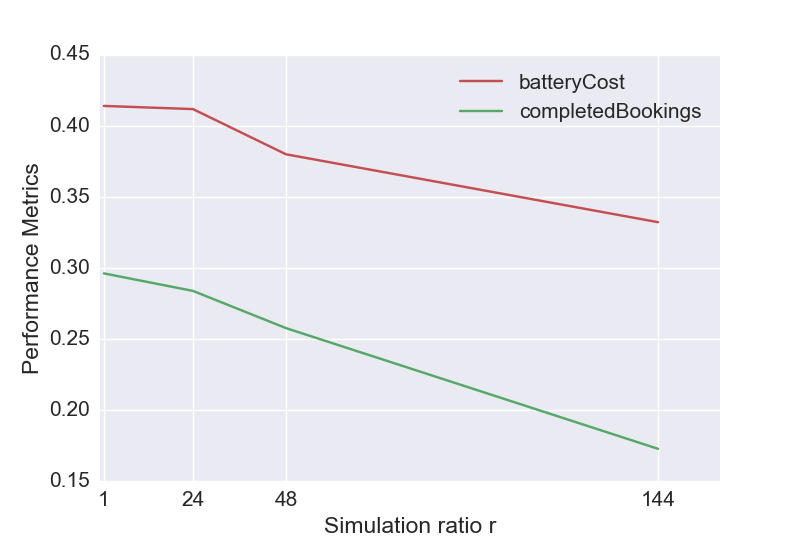 0.45
0.40
0.35
0.30
0.25
0.20
0.15
Performance Metrics
batteryCost
completedBookings
1 24 48 144
Simulation ratio r